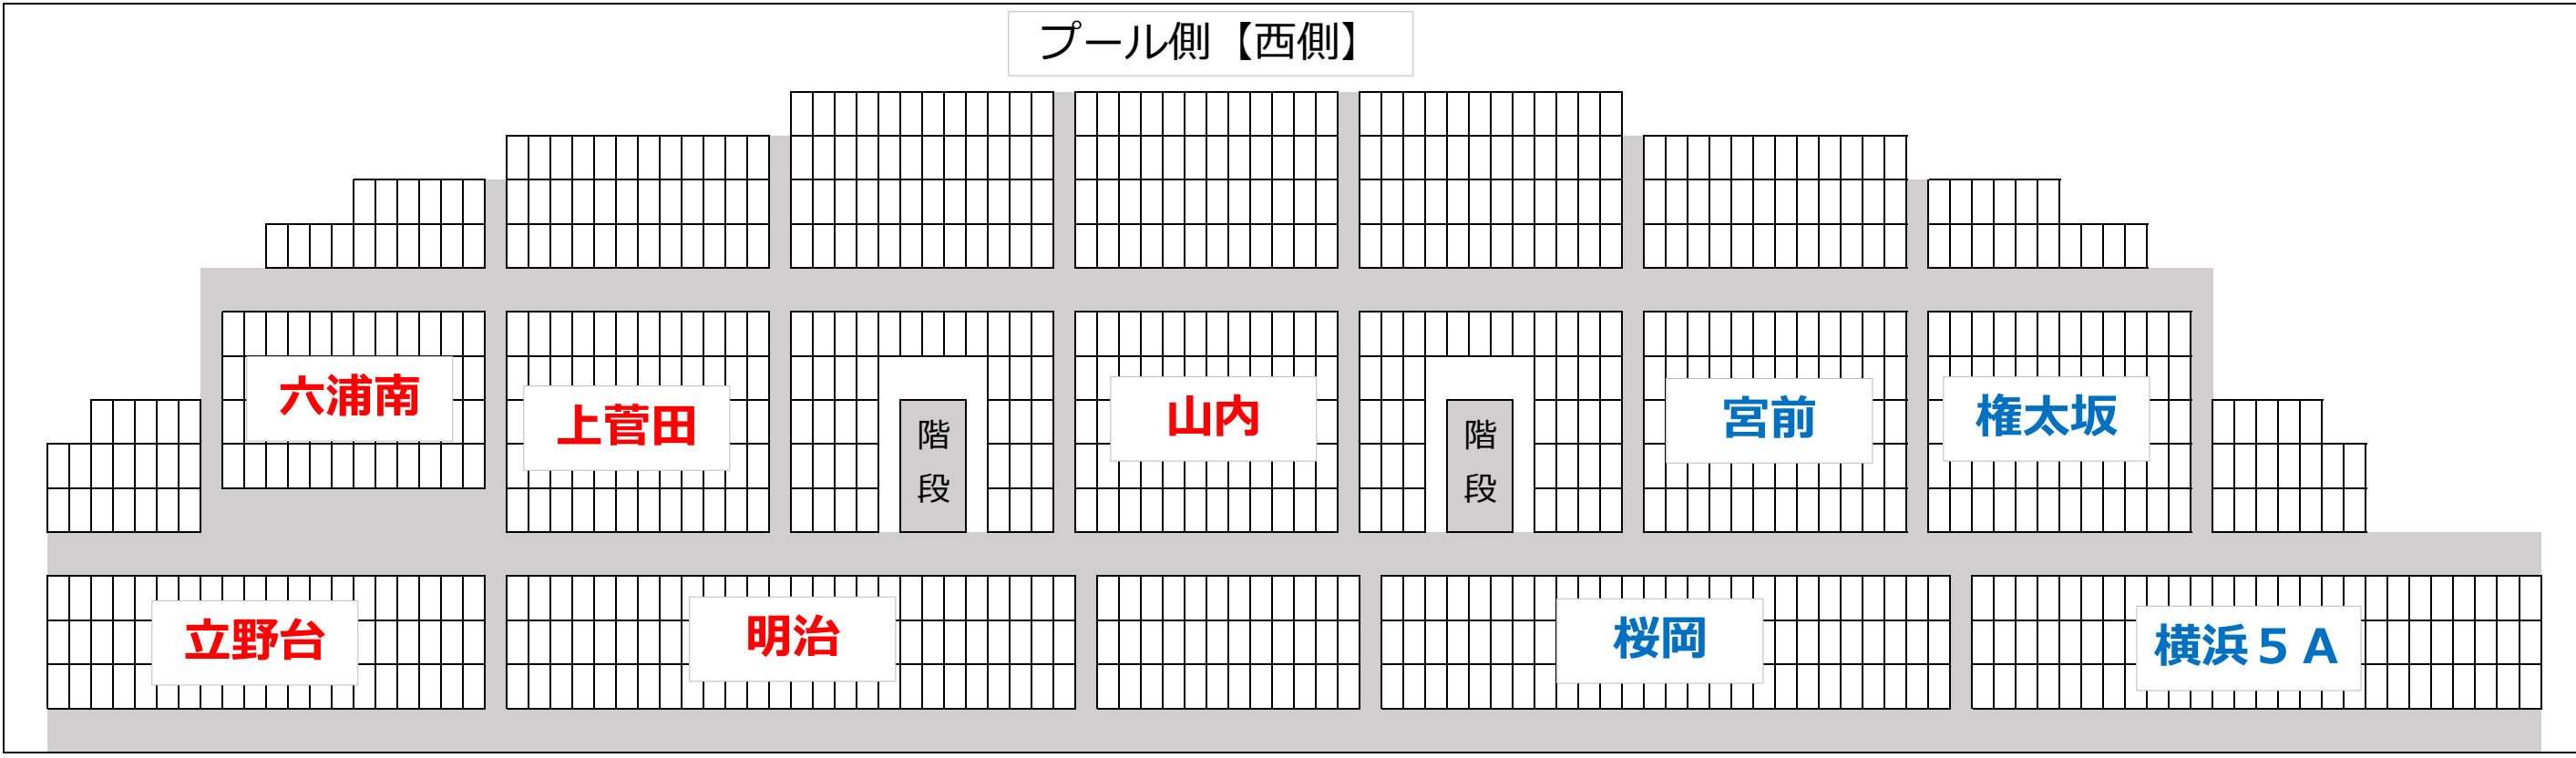 プール側【西側】
六浦南
上菅田
階段
山内
階段
宮前
権太坂
立野台
明治
桜岡
横浜５Ａ